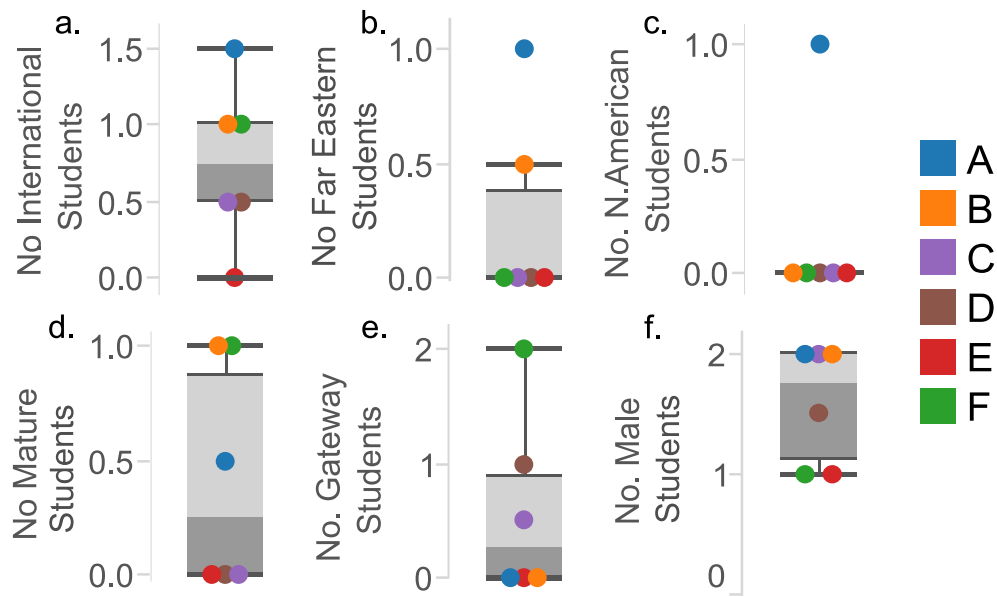 a.
No International
Students
1.5
1.0
0.5
0.0
b.
No Far Eastern
Students
1.0
0.5
0.0
c.
No. N.American
Students
1.0
0.5
0.0
d.
No Mature
Students
1.0
0.5
0.0
e.
No. Gateway
Students
2
1
0
f.
No. Male
Students
2
1
0
A
B
C
D
E
F